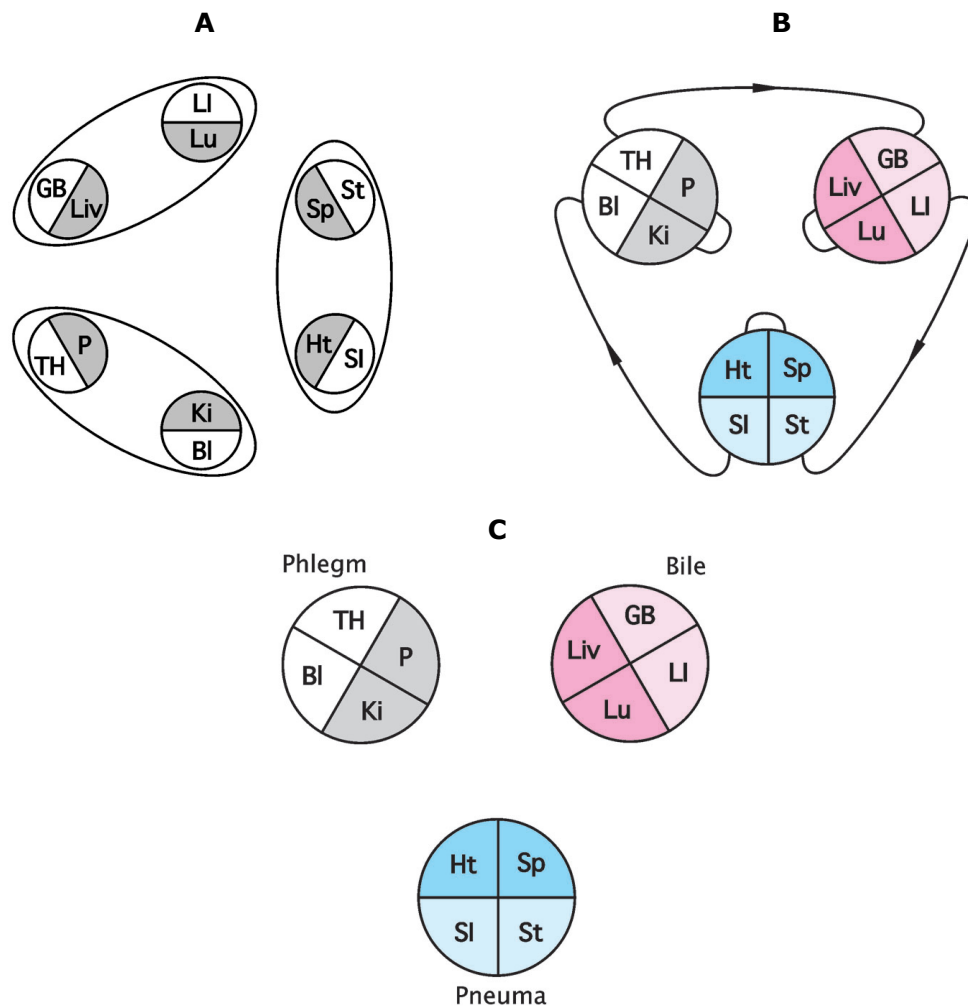 A
LI
Lu
GB
Liv
Sp
St
Ht
SI
P
TH
Ki
Bl
B
TH
P
Bl
Ki
GB
Liv
LI
Lu
Ht
Sp
SI
St
C
Phlegm
TH
P
Bl
Ki
Bile
GB
Liv
LI
Lu
Ht
Sp
SI
St
Pneuma